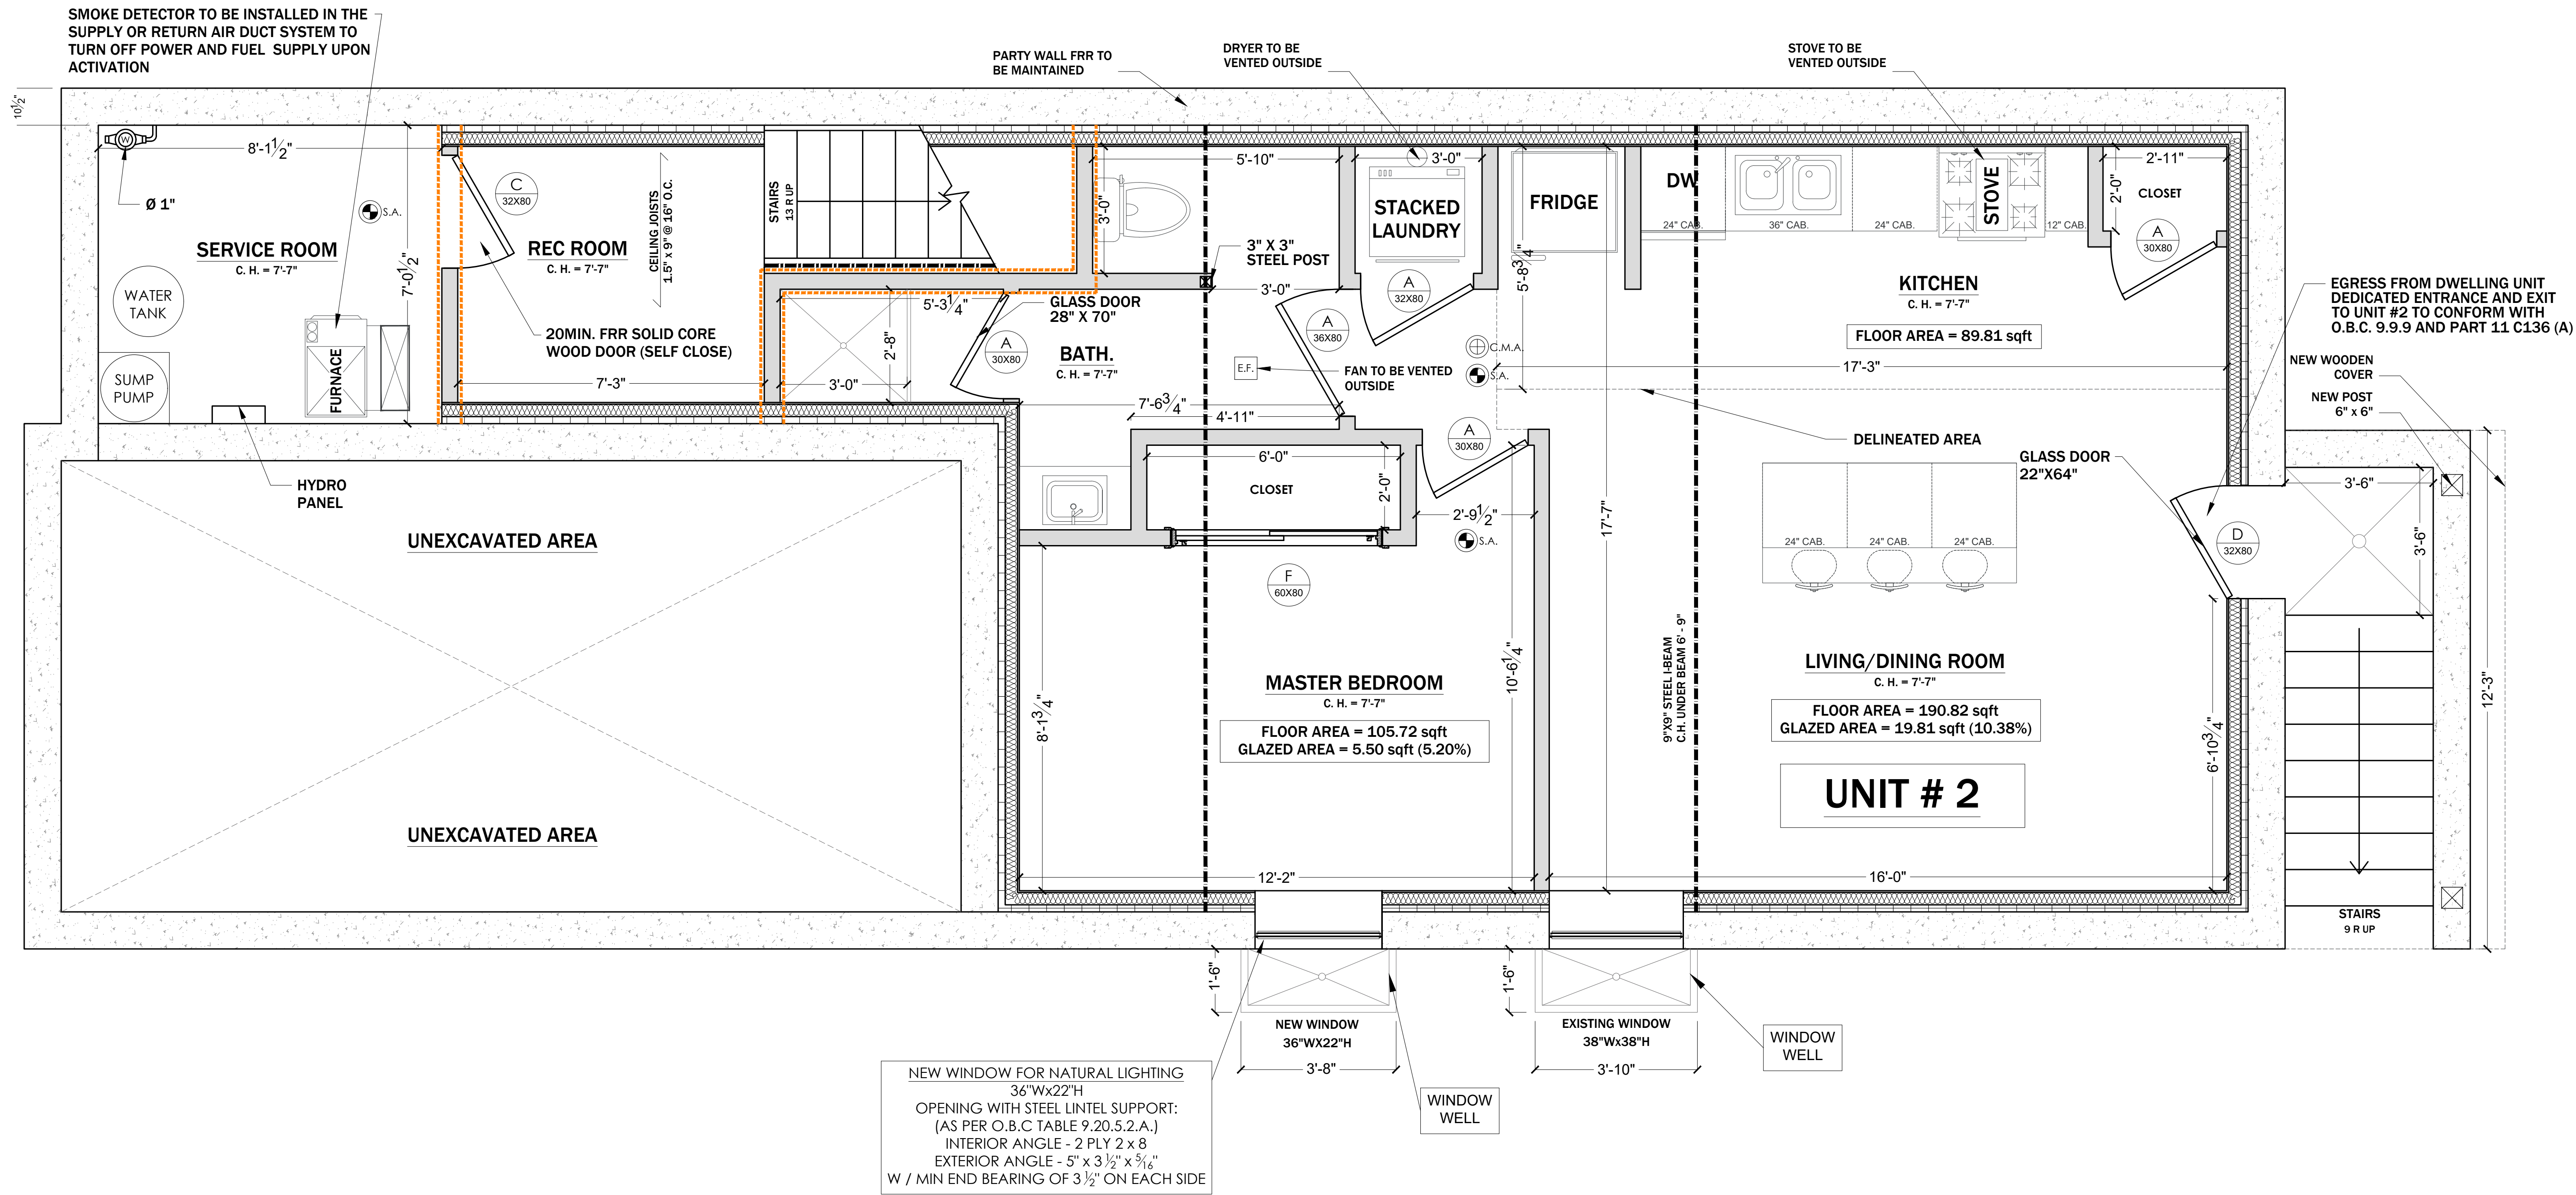 SMOKE DETECTOR TO BE INSTALLED IN THE
SUPPLY OR RETURN AIR DUCT SYSTEM TO
TURN OFF POWER AND FUEL SUPPLY UPON
ACTIVATION
PARTY WALL FRR TO
BE MAINTAINED
DRYER TO BE
VENTED OUTSIDE
STOVE TO BE
VENTED OUTSIDE
10½"
W
8'-1½"
Ø 1"
S.A.
SERVICE ROOM
C. H. = 7'-7"
7'-0½"
WATER
TANK
SUMP
PUMP
FURNACE
HYDRO
PANEL
C
32X80
REC ROOM
C. H. = 7'-7"
CEILING JOISTS
1.5" x 9" @ 16" O.C.
20MIN. FRR SOLID CORE
WOOD DOOR (SELF CLOSE)
7'-3"
STAIRS
13 R UP
5'-10"
3'-0"
3" X 3"
STEEL POST
3'-0"
5'-3¼"
GLASS DOOR
28" X 70"
2'-8"
3'-0"
A
30X80
BATH.
C. H. = 7'-7"
E.F.
FAN TO BE VENTED
OUTSIDE
A
36X80
7'-6¾"
4'-11"
3'-0"
STACKED
LAUNDRY
A
32X80
FRIDGE
5'-8¾"
C.M.A.
S.A.
DW
24" CAB.
36" CAB.
24" CAB.
STOVE
12" CAB.
2'-11"
2'-0"
CLOSET
A
30X80
KITCHEN
C. H. = 7'-7"
FLOOR AREA = 89.81 sqft
17'-3"
DELINEATED AREA
EGRESS FROM DWELLING UNIT
DEDICATED ENTRANCE AND EXIT
TO UNIT #2 TO CONFORM WITH
O.B.C. 9.9.9 AND PART 11 C136 (A)
NEW WOODEN
COVER
NEW POST
6" x 6"
GLASS DOOR
22"X64"
3'-6"
3'-6"
D
32X80
12'-3"
STAIRS
9 R UP
A
30X80
6'-0"
CLOSET
2'-0"
2'-9½"
S.A.
F
60X80
17'-7"
24" CAB.
24" CAB.
24" CAB.
UNEXCAVATED AREA
UNEXCAVATED AREA
MASTER BEDROOM
C. H. = 7'-7"
FLOOR AREA = 105.72 sqft
GLAZED AREA = 5.50 sqft (5.20%)
8'-1¾"
10'-6¼"
12'-2"
9"X9" STEEL I-BEAM
C.H. UNDER BEAM 6' - 9"
LIVING/DINING ROOM
C. H. = 7'-7"
FLOOR AREA = 190.82 sqft
GLAZED AREA = 19.81 sqft (10.38%)
UNIT # 2
6'-10¾"
16'-0"
1'-6"
NEW WINDOW
36"WX22"H
3'-8"
1'-6"
EXISTING WINDOW
38"Wx38"H
3'-10"
WINDOW
WELL
WINDOW
WELL
NEW WINDOW FOR NATURAL LIGHTING
36"Wx22"H
OPENING WITH STEEL LINTEL SUPPORT:
(AS PER O.B.C TABLE 9.20.5.2.A.)
INTERIOR ANGLE - 2 PLY 2 x 8
EXTERIOR ANGLE - 5" x 3 ½" x 5⁄16"
W / MIN END BEARING OF 3 ½" ON EACH SIDE